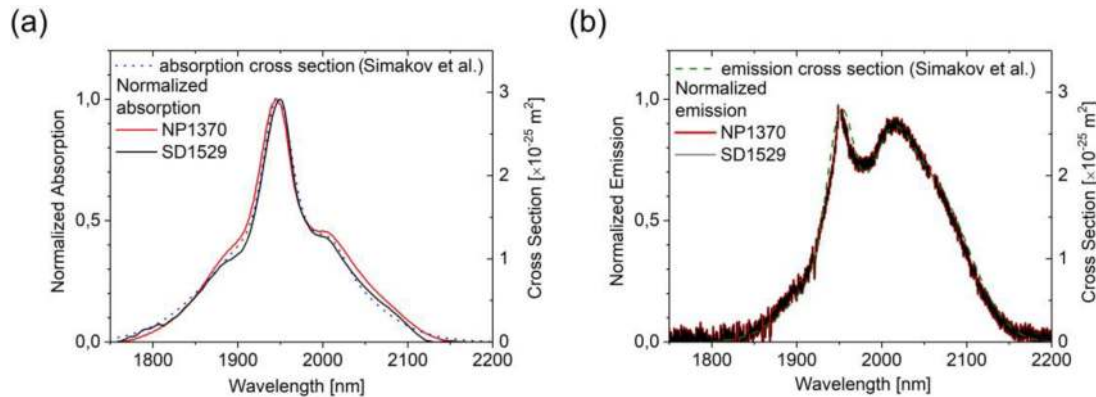 (a)
absorption cross section (Simakov et al.)
Normalized
absorption
NP1370
SD1529
1,0
0,5
0,0
3
2
1
0
Normalized Absorption
Cross Section [×10⁻²⁵ m²]
1800 1900 2000 2100 2200
Wavelength [nm]
(b)
emission cross section (Simakov et al.)
Normalized
emission
NP1370
SD1529
1,0
0,5
0,0
3
2
1
0
Normalized Emission
Cross Section [×10⁻²⁵ m²]
1800 1900 2000 2100 2200
Wavelength [nm]